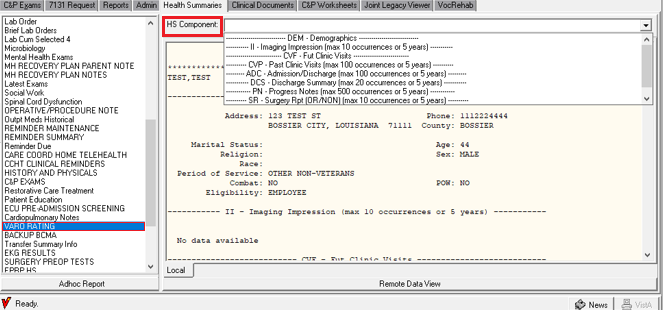 C&P Exams 7131 Request Reports Admin Health Summaries Clinical Documents C&P Worksheets Joint Legacy Viewer VocRehab
Lab Order
Brief Lab Orders
Lab Cum Selected 4
Microbiology
Mental Health Exams
MH RECOVERY PLAN PARENT NOTE
MH RECOVERY PLAN NOTES
Latest Exams
Social Work
Spinal Cord Dysfunction
OPERATIVE/PROCEDURE NOTE
Outpt Meds Historical
REMINDER MAINTENANCE
REMINDER SUMMARY
Reminder Due
CARE COORD HOME TELEHEALTH
CCHT CLINICAL REMINDERS
HISTORY AND PHYSICALS
C&P EXAMS
Restorative Care Treatment
Patient Education
ECU PRE-ADMISSION SCREENING
Cardiopulmonary Notes
VARO RATING
BACKUP BCMA
Transfer Summary Info
EKG RESULTS
SURGERY PREOP TESTS
EPRP HS
Adhoc Report
HS Component:
---------------------------- DEM - Demographics ----------------------------
--------- II - Imaging Impression (max 10 occurrences or 5 years) ---------
---------------------------- CVF - Fut Clinic Visits ----------------------------
-------- CVP - Past Clinic Visits (max 100 occurrences or 5 years) --------
------- ADC - Admission/Discharge (max 100 occurrences or 5 years) -------
------- DCS - Discharge Summary (max 20 occurrences or 5 years) -------
--------- PN - Progress Notes (max 500 occurrences or 5 years) ---------
------- SR - Surgery Rpt (OR/NON) (max 10 occurrences or 5 years) -------
TEST,TEST
Address: 123 TEST ST Phone: 1112224444
BOSSIER CITY, LOUISIANA 71111 County: BOSSIER
Marital Status: Age: 44
Religion: Sex: MALE
Race:
Period of Service: OTHER NON-VETERANS
Combat: NO POW: NO
Eligibility: EMPLOYEE
----------- II - Imaging Impression (max 10 occurrences or 5 years) -----------
No data available
--------------------------- CVF - Fut Clinic Visits ---------------------------
Local
Remote Data View
Ready. News VistA